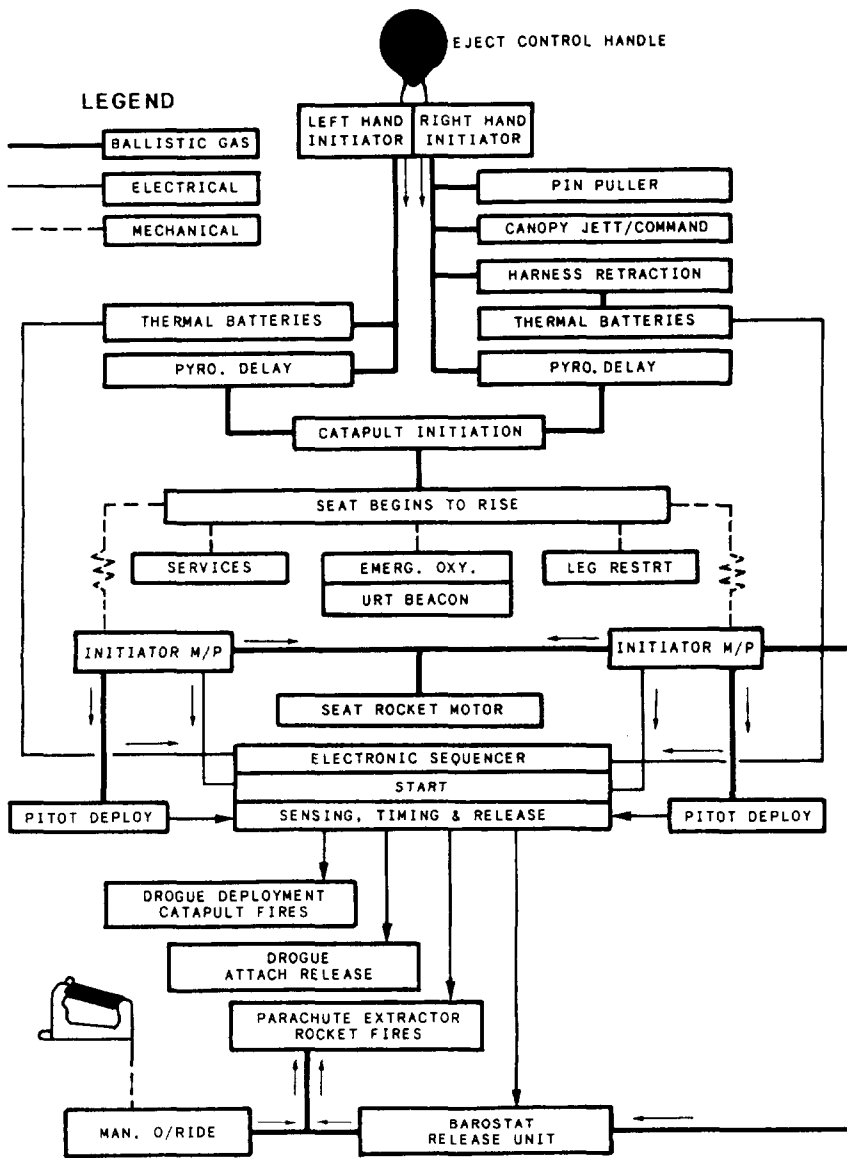 EJECT CONTROL HANDLE
LEGEND
BALLISTIC GAS
ELECTRICAL
MECHANICAL
LEFT HAND
INITIATOR
RIGHT HAND
INITIATOR
PIN PULLER
CANOPY JETT/COMMAND
HARNESS RETRACTION
THERMAL BATTERIES
THERMAL BATTERIES
PYRO. DELAY
PYRO. DELAY
CATAPULT INITIATION
SEAT BEGINS TO RISE
SERVICES
EMERG. OXY.
URT BEACON
LEG RESTRT
INITIATOR M/P
INITIATOR M/P
SEAT ROCKET MOTOR
ELECTRONIC SEQUENCER
START
SENSING, TIMING & RELEASE
PITOT DEPLOY
PITOT DEPLOY
DROGUE DEPLOYMENT
CATAPULT FIRES
DROGUE
ATTACH RELEASE
PARACHUTE EXTRACTOR
ROCKET FIRES
MAN. O/RIDE
BAROSTAT
RELEASE UNIT